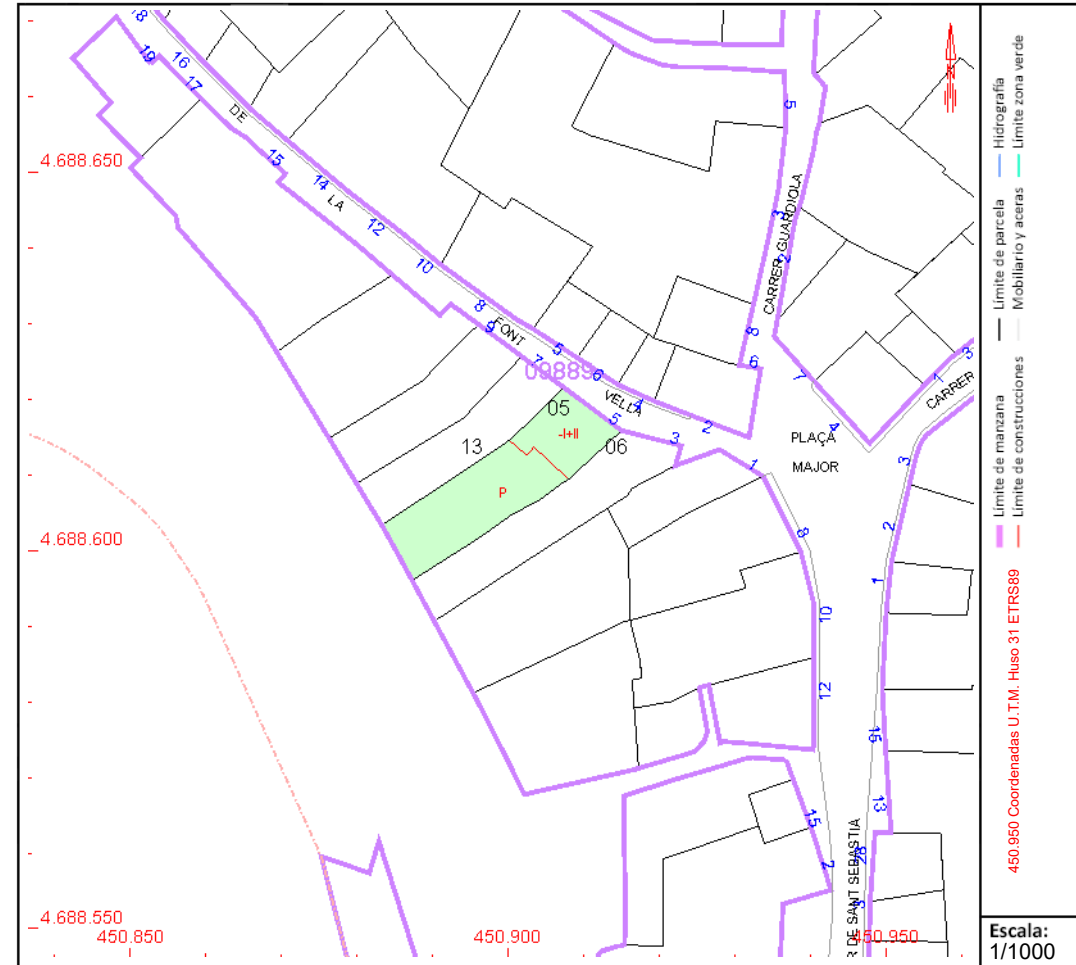 18
16
19
17
DE
15
14
LA
12
10
8
9
FONT
5
7
6
09889
VELLA
4
5
2
3
05
-I+II
13
06
P
5
CARRER GUARDIOLA
3
2
8
6
7
4
PLAÇA
MAJOR
1
3
CARRER
1
3
2
1
8
10
12
15
13
15
2
28
3
R DE SANT SEBASTIA
4.688.650
4.688.600
4.688.550
450.850
450.900
450.950
N
Hidrografía
Límite zona verde
Límite de parcela
Mobiliario y aceras
Límite de manzana
Límite de construcciones
450.950 Coordenadas U.T.M. Huso 31 ETRS89
Escala:
1/1000